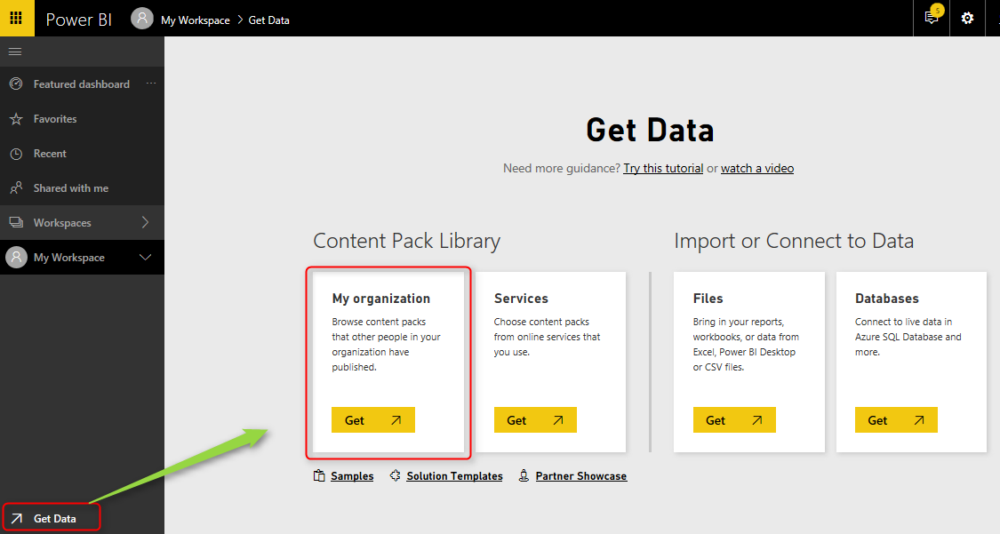 Power BI
My Workspace > Get Data
5
Featured dashboard ...
Favorites
Recent
Shared with me
Workspaces
My Workspace
Get Data
Get Data
Need more guidance? Try this tutorial or watch a video
Content Pack Library
My organization
Browse content packs
that other people in your
organization have
published.
Get
Services
Choose content packs
from online services that
you use.
Get
Samples
Solution Templates
Partner Showcase
Import or Connect to Data
Files
Bring in your reports,
workbooks, or data from
Excel, Power BI Desktop
or CSV files.
Get
Databases
Connect to live data in
Azure SQL Database and
more.
Get